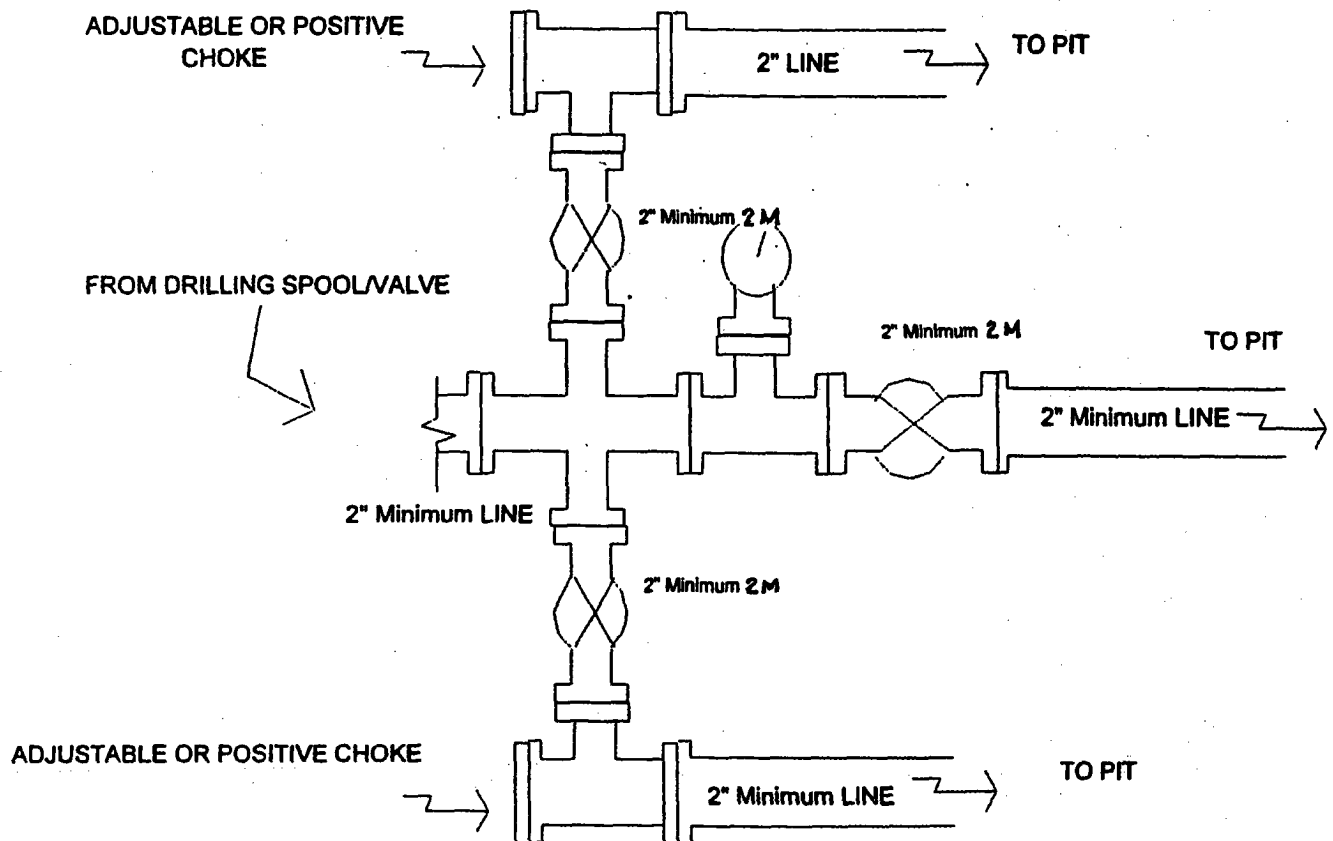 ADJUSTABLE OR POSITIVE
CHOKE
2" LINE
TO PIT
2" Minimum 2 M
FROM DRILLING SPOOL/VALVE
2" Minimum 2 M
TO PIT
2" Minimum LINE
2" Minimum LINE
2" Minimum 2M
ADJUSTABLE OR POSITIVE CHOKE
2" Minimum LINE
TO PIT